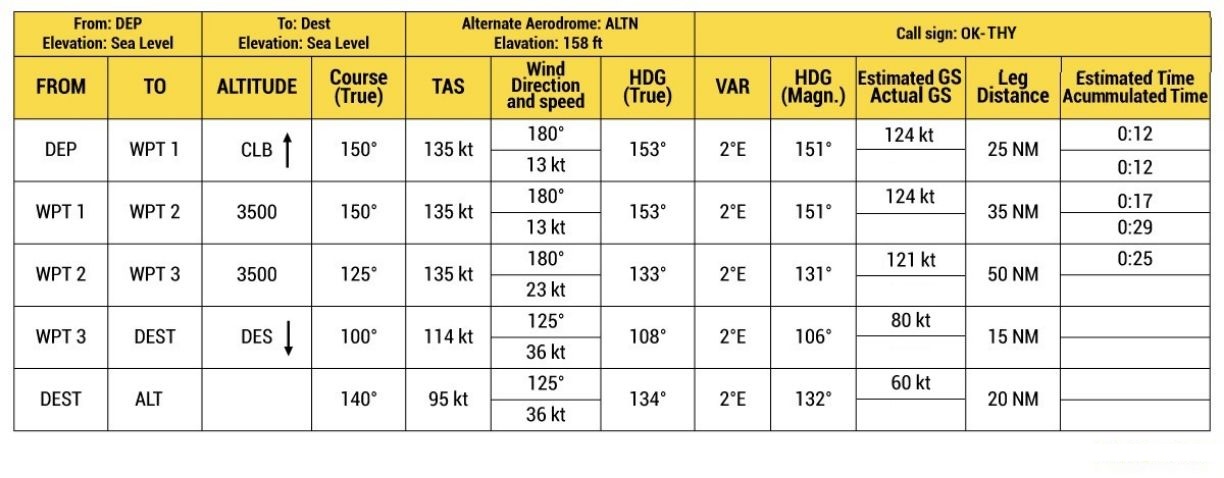 From: DEP
Elevation: Sea Level
To: Dest
Elevation: Sea Level
Alternate Aerodrome: ALTN
Elavation: 158 ft
Call sign: OK-THY
FROM
TO
ALTITUDE
Course
(True)
TAS
Wind
Direction
and speed
HDG
(True)
VAR
HDG
(Magn.)
Estimated GS
Actual GS
Leg
Distance
Estimated Time
Acummulated Time
DEP
WPT 1
CLB
150°
135 kt
180°
13 kt
153°
2°E
151°
124 kt
25 NM
0:12
0:12
WPT 1
WPT 2
3500
150°
135 kt
180°
13 kt
153°
2°E
151°
124 kt
35 NM
0:17
0:29
WPT 2
WPT 3
3500
125°
135 kt
180°
23 kt
133°
2°E
131°
121 kt
50 NM
0:25
WPT 3
DEST
DES
100°
114 kt
125°
36 kt
108°
2°E
106°
80 kt
15 NM
DEST
ALT
140°
95 kt
125°
36 kt
134°
2°E
132°
60 kt
20 NM